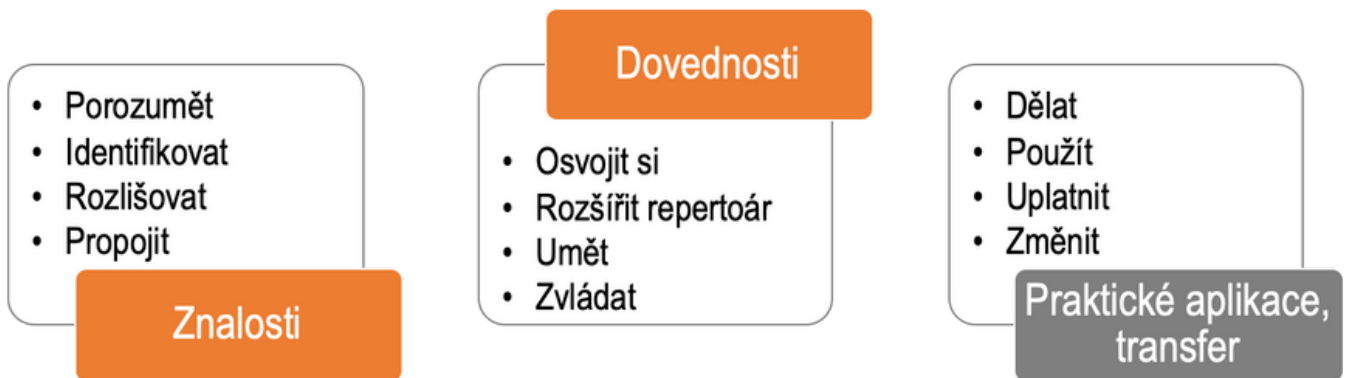 • Porozumět
• Identifikovat
• Rozlišovat
• Propojit
Znalosti
Dovednosti
• Osvojit si
• Rozšířit repertoár
• Umět
• Zvládat
• Dělat
• Použít
• Uplatnit
• Změnit
Praktické aplikace,
transfer